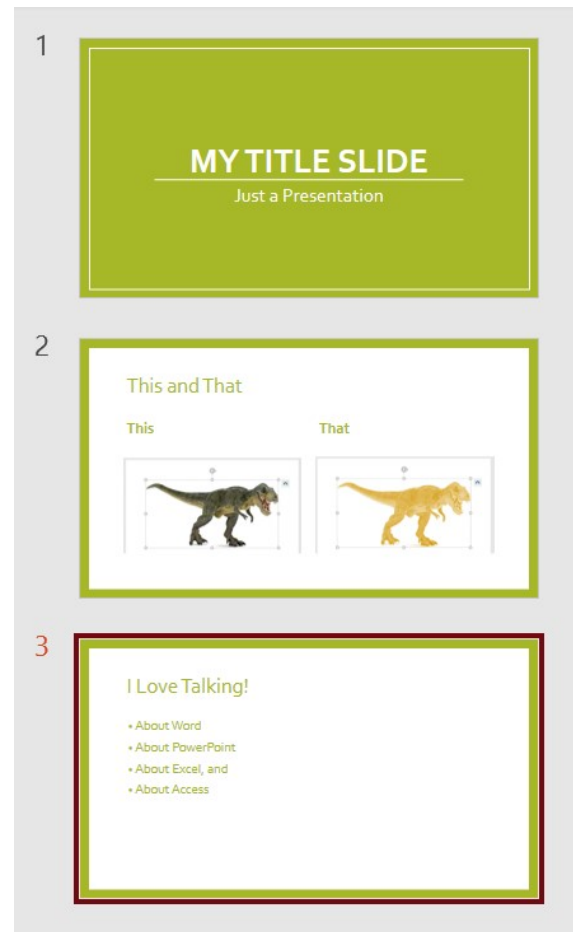 1
MY TITLE SLIDE
Just a Presentation
2
This and That
This That
3
I Love Talking!
• About Word
• About PowerPoint
• About Excel, and
• About Access